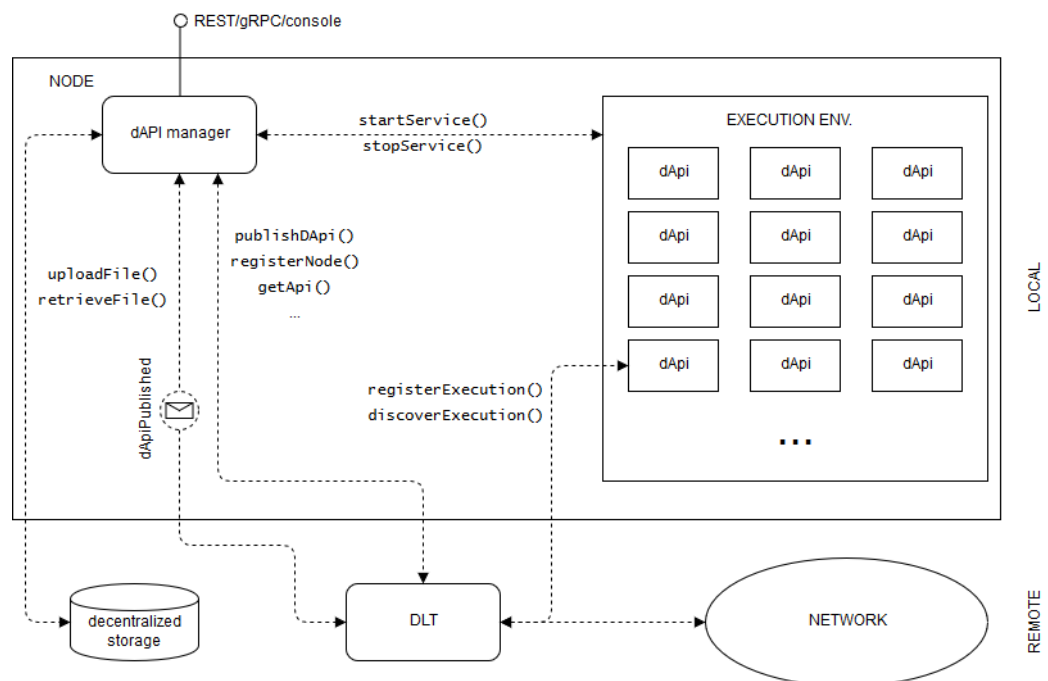 REST/gRPC/console
NODE
dAPI manager
startService()
stopService()
EXECUTION ENV.
dApi
dApi
dApi
dApi
dApi
dApi
dApi
dApi
dApi
dApi
dApi
dApi
...
publishDApi()
registerNode()
getApi()
...
uploadFile()
retrieveFile()
dApiPublished
registerExecution()
discoverExecution()
LOCAL
decentralized
storage
DLT
NETWORK
REMOTE